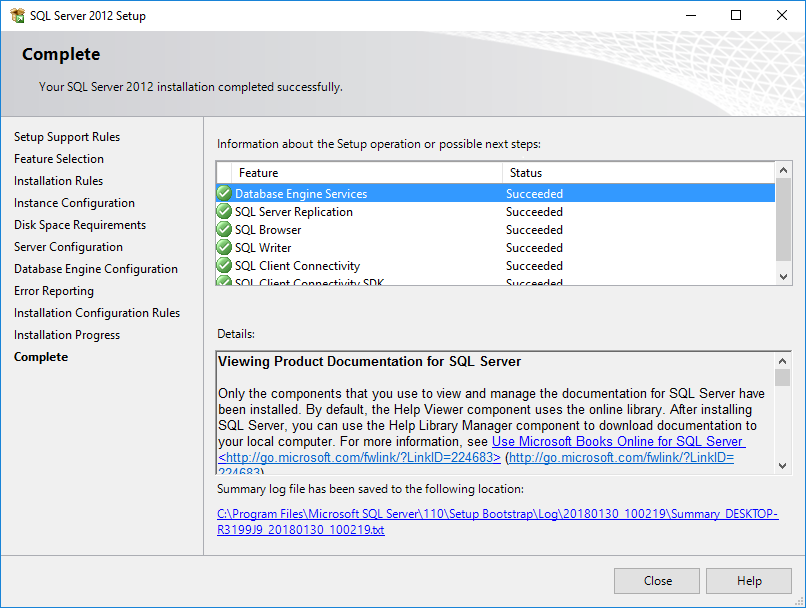 SQL Server 2012 Setup
Complete
Your SQL Server 2012 installation completed successfully.
Setup Support Rules
Feature Selection
Installation Rules
Instance Configuration
Disk Space Requirements
Server Configuration
Database Engine Configuration
Error Reporting
Installation Configuration Rules
Installation Progress
Complete
Information about the Setup operation or possible next steps:
Feature Status
Database Engine Services Succeeded
SQL Server Replication Succeeded
SQL Browser Succeeded
SQL Writer Succeeded
SQL Client Connectivity Succeeded
SQL Client Connectivity SDK Succeeded
Details:
Viewing Product Documentation for SQL Server
Only the components that you use to view and manage the documentation for SQL Server have
been installed. By default, the Help Viewer component uses the online library. After installing
SQL Server, you can use the Help Library Manager component to download documentation to
your local computer. For more information, see Use Microsoft Books Online for SQL Server
<http://go.microsoft.com/fwlink/?LinkID=224683> (http://go.microsoft.com/fwlink/?LinkID=
224683)
Summary log file has been saved to the following location:
C:\Program Files\Microsoft SQL Server\110\Setup Bootstrap\Log\20180130_100219\Summary_DESKTOP-
R3199J9_20180130_100219.txt
Close Help